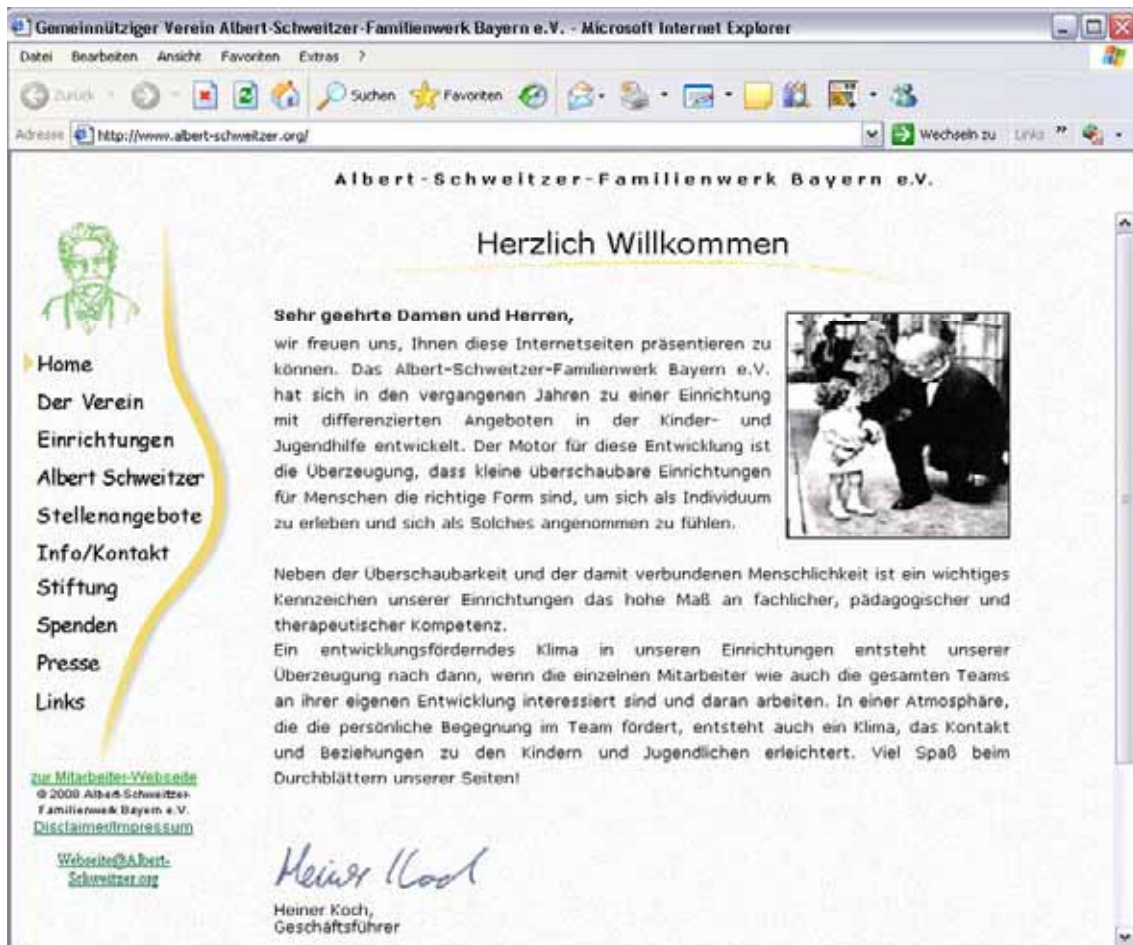 Gemeinnütziger Verein Albert-Schweitzer-Familienwerk Bayern e.V. - Microsoft Internet Explorer
Datei Bearbeiten Ansicht Favoriten Extras ?
Zurück Suchen Favoriten
Adresse http://www.albert-schweitzer.org/ Wechseln zu Links »
Albert-Schweitzer-Familienwerk Bayern e.V.
Herzlich Willkommen
Home
Der Verein
Einrichtungen
Albert Schweitzer
Stellenangebote
Info/Kontakt
Stiftung
Spenden
Presse
Links
zur Mitarbeiter-Webseite
© 2008 Albert-Schweitzer-
Familienwerk Bayern e.V.
Disclaimer/Impressum
Webseite@Albert-
Schweitzer.org
Sehr geehrte Damen und Herren,
wir freuen uns, Ihnen diese Internetseiten präsentieren zu
können. Das Albert-Schweitzer-Familienwerk Bayern e.V.
hat sich in den vergangenen Jahren zu einer Einrichtung
mit differenzierten Angeboten in der Kinder- und
Jugendhilfe entwickelt. Der Motor für diese Entwicklung ist
die Überzeugung, dass kleine überschaubare Einrichtungen
für Menschen die richtige Form sind, um sich als Individuum
zu erleben und sich als Solches angenommen zu fühlen.
Neben der Überschaubarkeit und der damit verbundenen Menschlichkeit ist ein wichtiges
Kennzeichen unserer Einrichtungen das hohe Maß an fachlicher, pädagogischer und
therapeutischer Kompetenz.
Ein entwicklungsförderndes Klima in unseren Einrichtungen entsteht unserer
Überzeugung nach dann, wenn die einzelnen Mitarbeiter wie auch die gesamten Teams
an ihrer eigenen Entwicklung interessiert sind und daran arbeiten. In einer Atmosphäre,
die die persönliche Begegnung im Team fördert, entsteht auch ein Klima, das Kontakt
und Beziehungen zu den Kindern und Jugendlichen erleichtert. Viel Spaß beim
Durchblättern unserer Seiten!
Heiner Koch
Heiner Koch,
Geschäftsführer